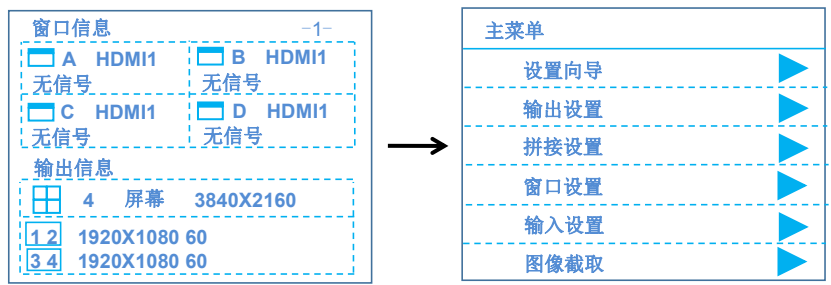 窗口信息 -1-
A HDMI1 B HDMI1
无信号 无信号
C HDMI1 D HDMI1
无信号 无信号
输出信息
4 屏幕 3840X2160
1 2 1920X1080 60
3 4 1920X1080 60
主菜单
设置向导
输出设置
拼接设置
窗口设置
输入设置
图像截取